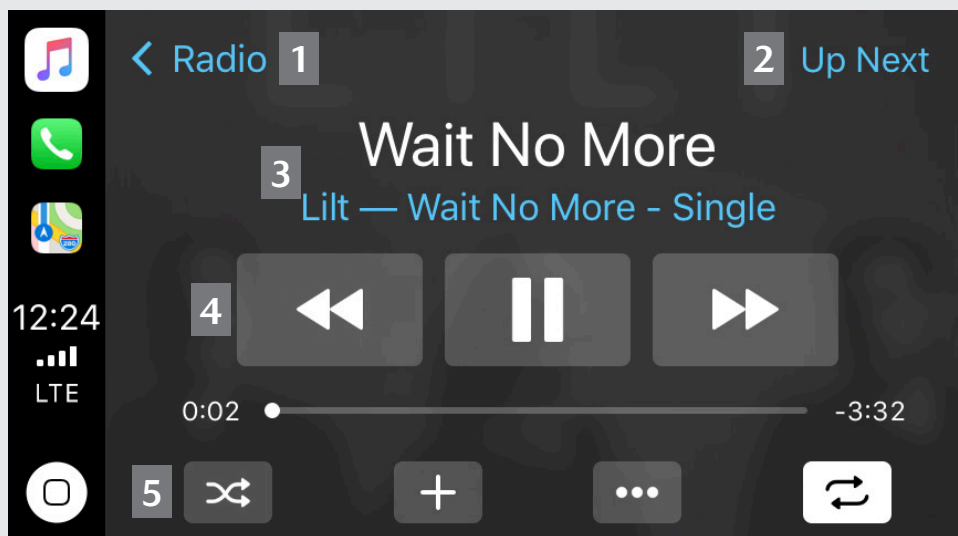 Radio 1
2 Up Next
Wait No More
3
Lilt — Wait No More - Single
4
12:24
LTE
0:02
-3:32
5
280